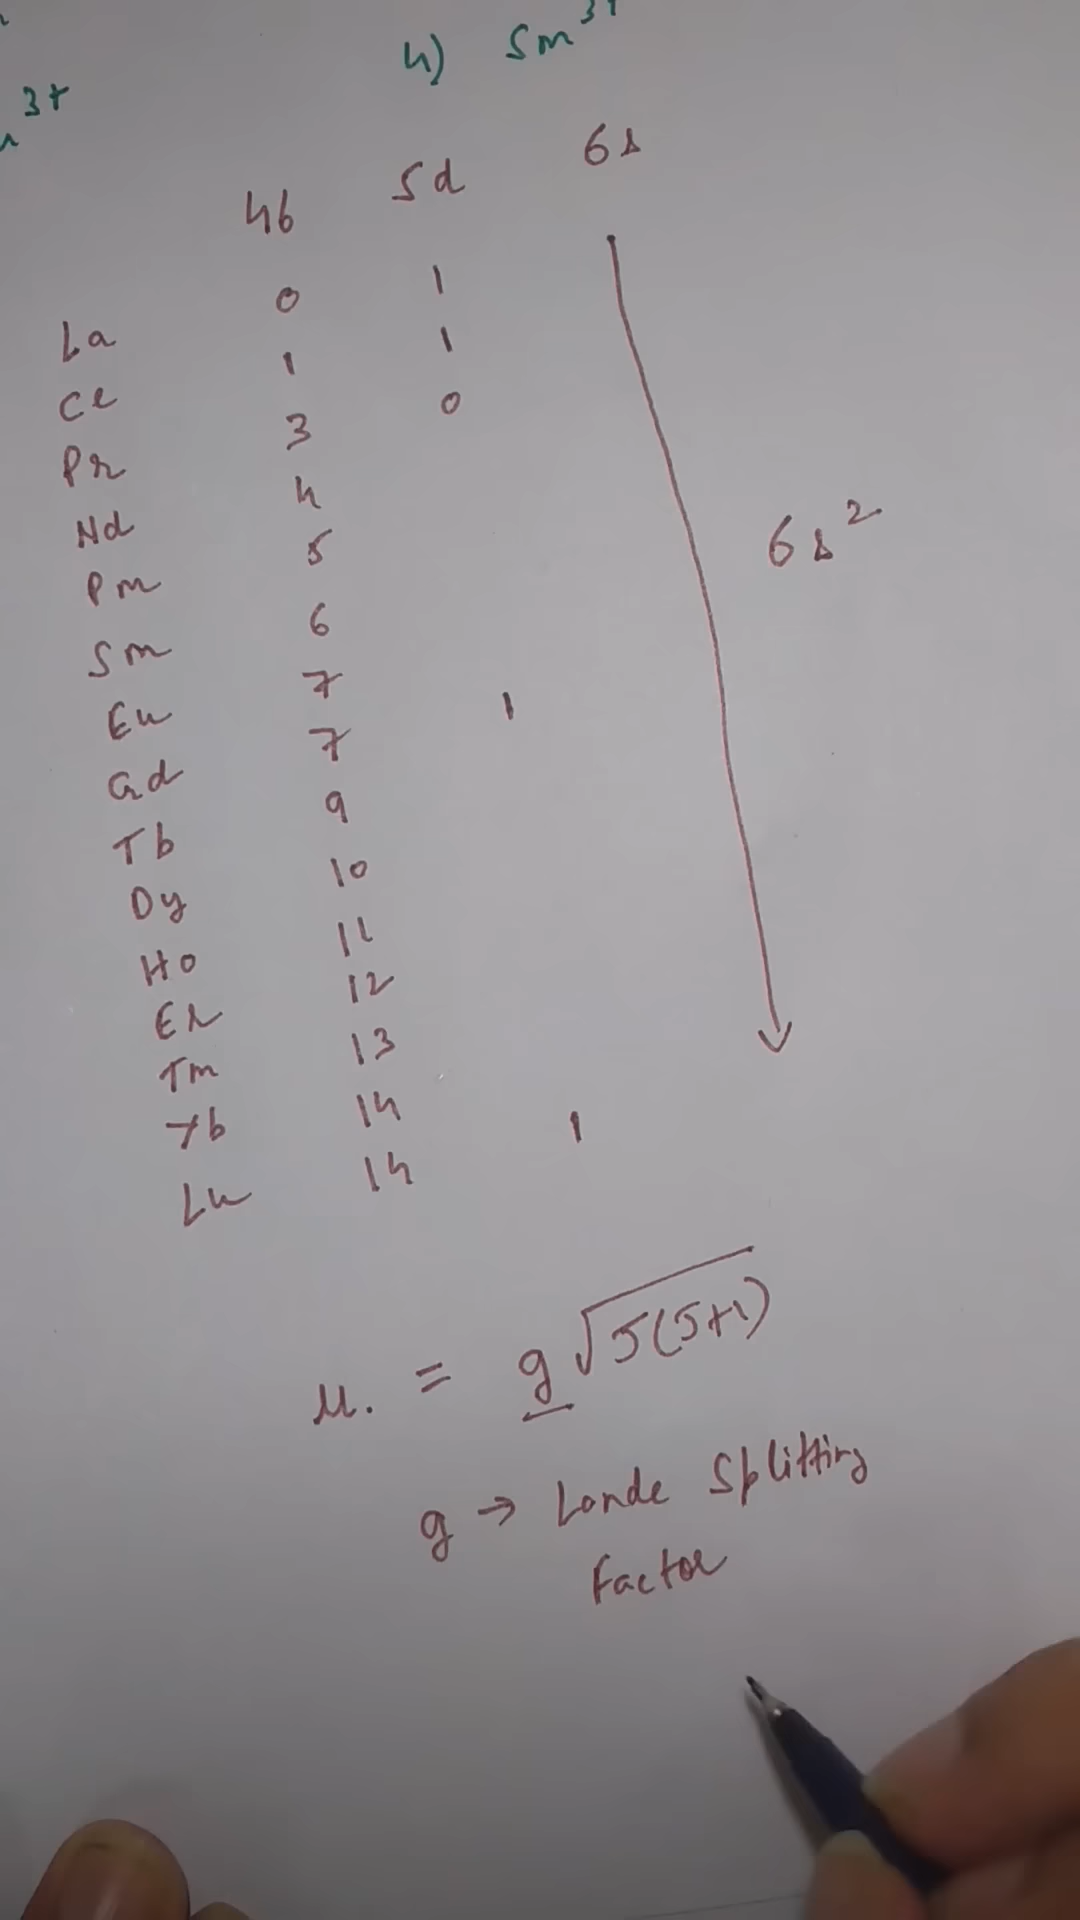 4) Sm3+
3+
4f 5d 6s
La 0 1
Ce 1 1
Pr 3 0
Nd 4
Pm 5
Sm 6
Eu 7
Gd 7 1
Tb 9
Dy 10
Ho 11
Er 12
Tm 13
Yb 14
Lu 14 1
6s²
μ. = g√J(J+1)
g → Lande Splitting
Factor